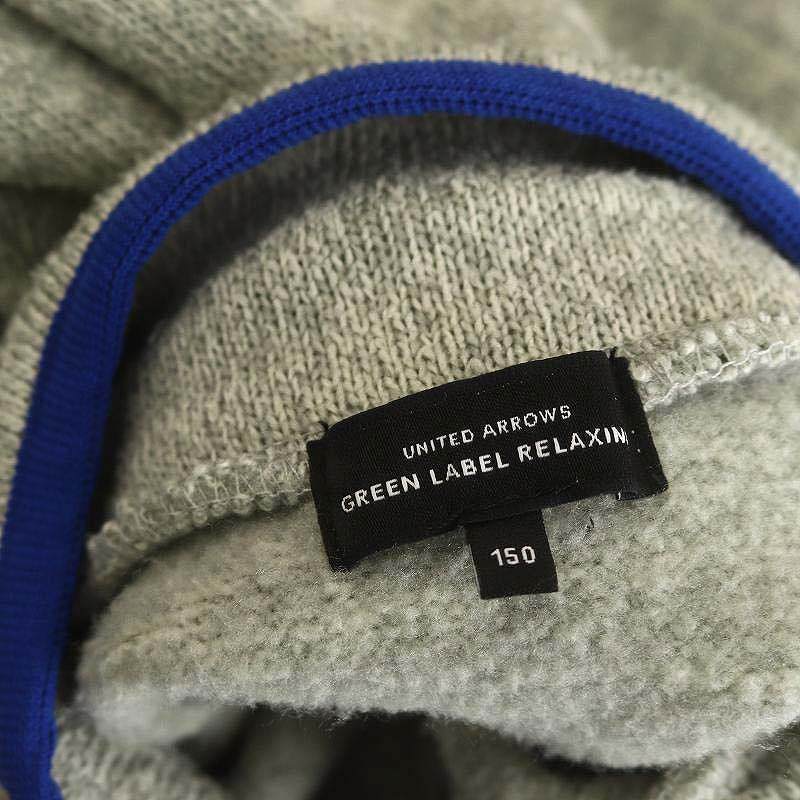 UNITED ARROWS
GREEN LABEL RELAXIN
150